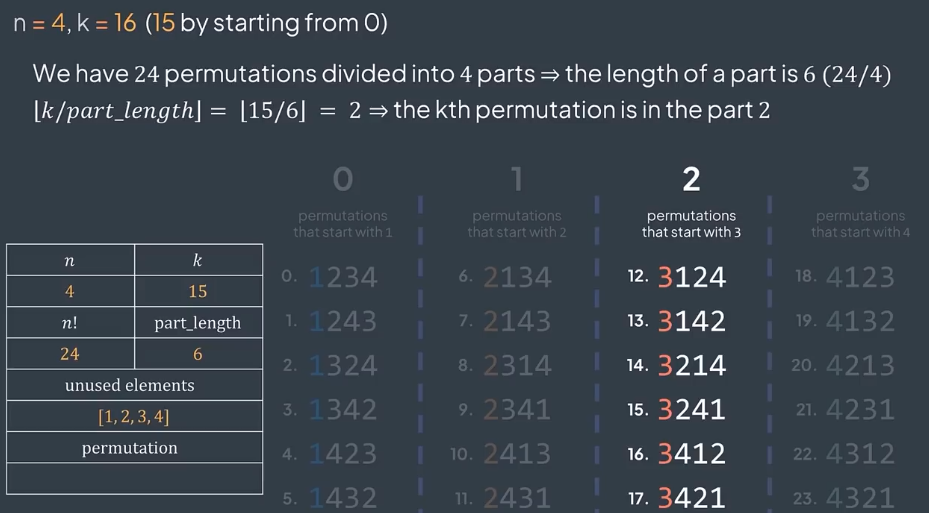 n = 4, k = 16 (15 by starting from 0)
We have 24 permutations divided into 4 parts ⇒ the length of a part is 6 (24/4)
⌊k/part_length⌋ = ⌊15/6⌋ = 2 ⇒ the kth permutation is in the part 2
0 1 2 3
permutations permutations permutations permutations
that start with 1 that start with 2 that start with 3 that start with 4
n k
4 15
n! part_length
24 6
unused elements
[1, 2, 3, 4]
permutation
0. 1234 6. 2134 12. 3124 18. 4123
1. 1243 7. 2143 13. 3142 19. 4132
2. 1324 8. 2314 14. 3214 20. 4213
3. 1342 9. 2341 15. 3241 21. 4231
4. 1423 10. 2413 16. 3412 22. 4312
5. 1432 11. 2431 17. 3421 23. 4321